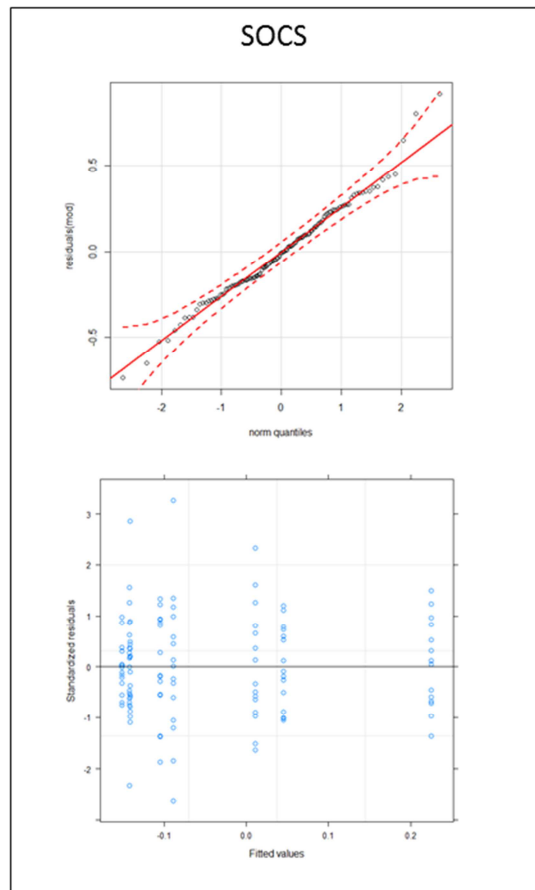 SOCS
residuals(mod)
0.5
0.0
-0.5
-2 -1 0 1 2
norm quantiles
Standardized residuals
3
2
1
0
-1
-2
-0.1 0.0 0.1 0.2
Fitted values